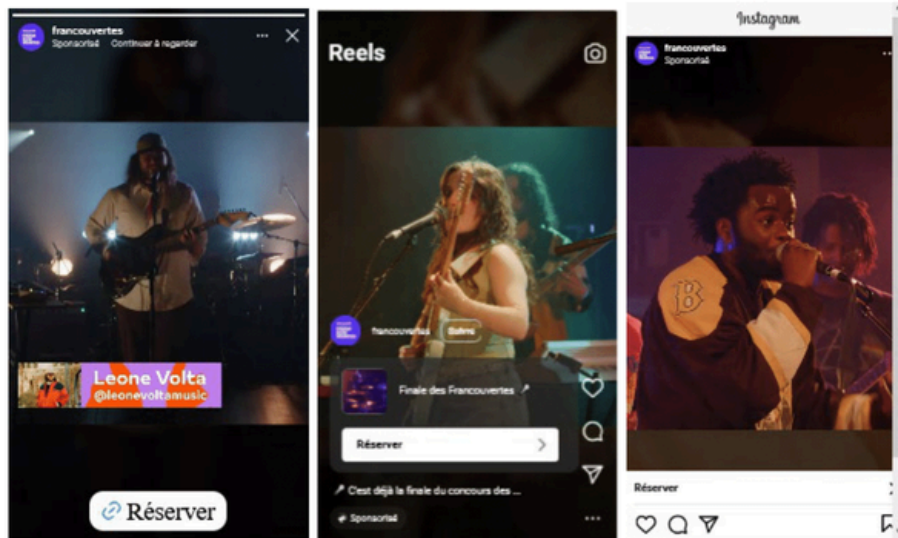 francouvertes
Sponsorisé Continuer à regarder
Leone Volta
@leonevoltamusic
Réserver
Reels
francouvertes Suivre
Finale des Francouvertes
Réserver
C'est déjà la finale du concours des ...
Sponsorisé
Instagram
francouvertes
Sponsorisé
B
Réserver